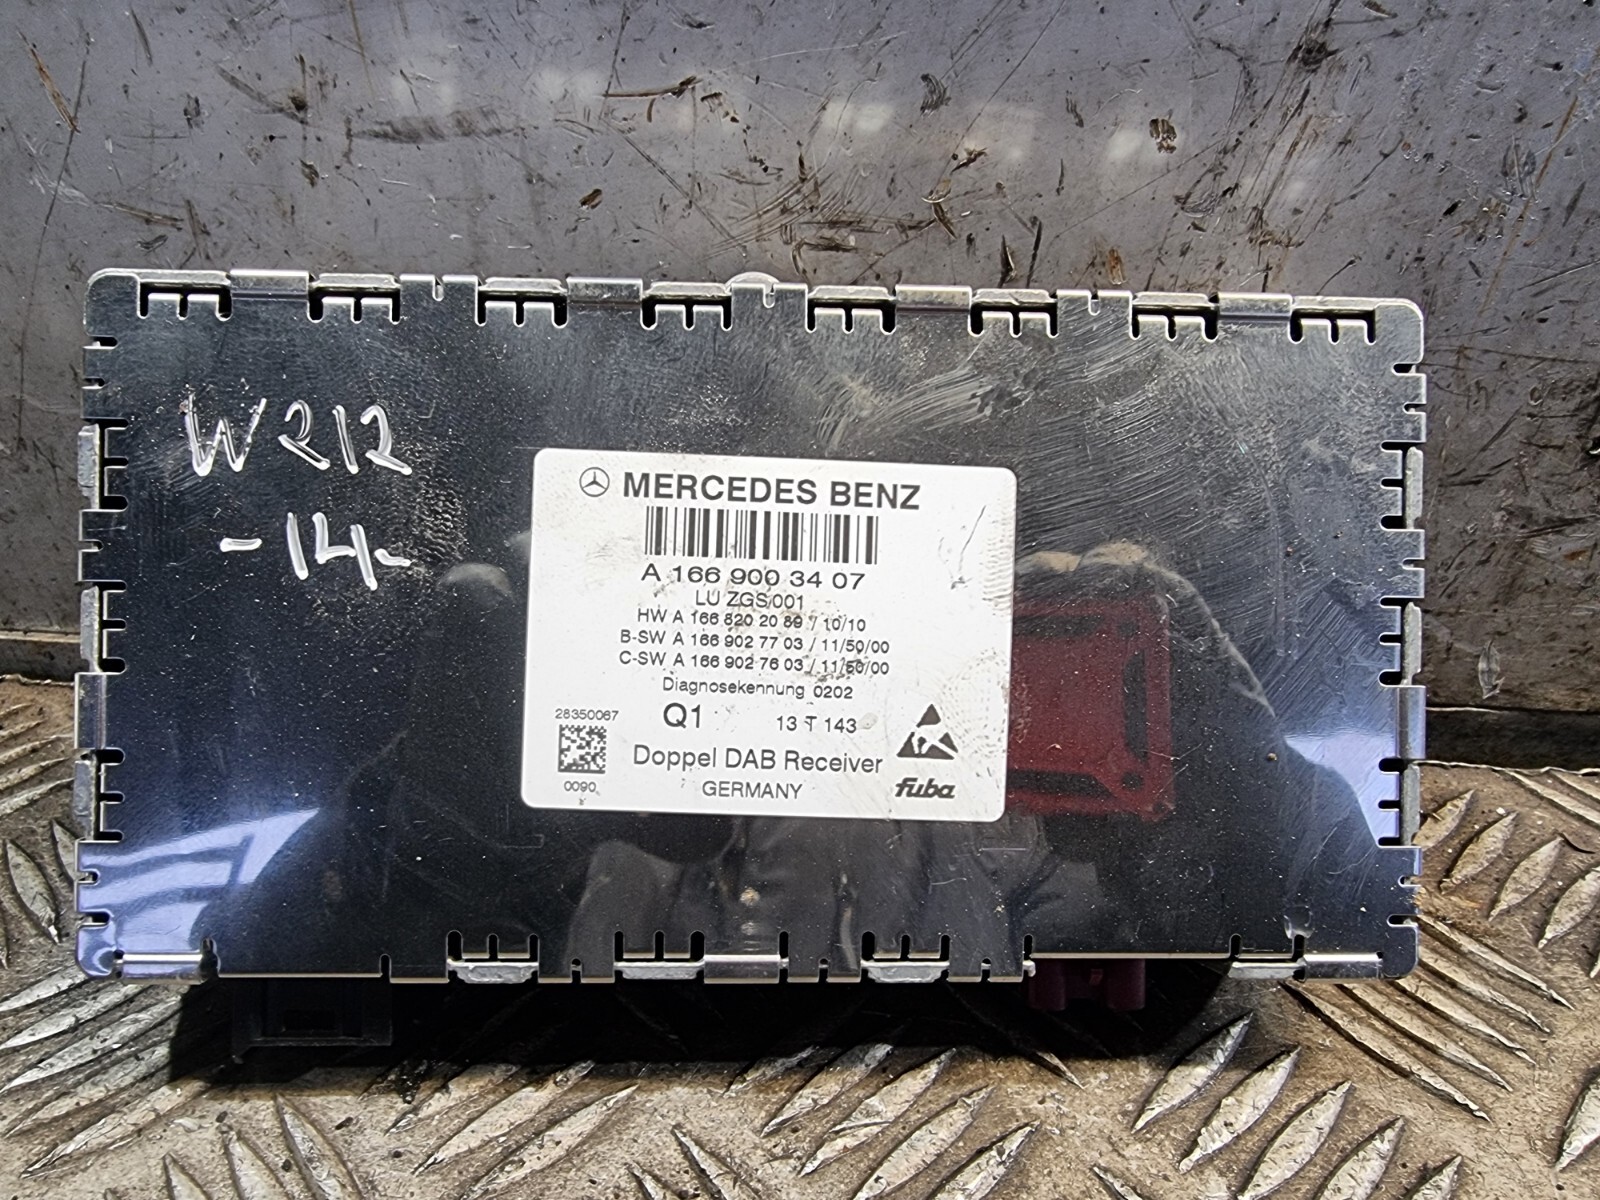 W212
-14-
MERCEDES BENZ
A 166 900 34 07
LU ZGS/001
HW A 166 820 20 89 / 10/10
B-SW A 166 902 77 03 / 11/50/00
C-SW A 166 902 76 03 / 11/50/00
Diagnosekennung 0202
28350067
Q1 13 T 143
Doppel DAB Receiver
0090 GERMANY fuba